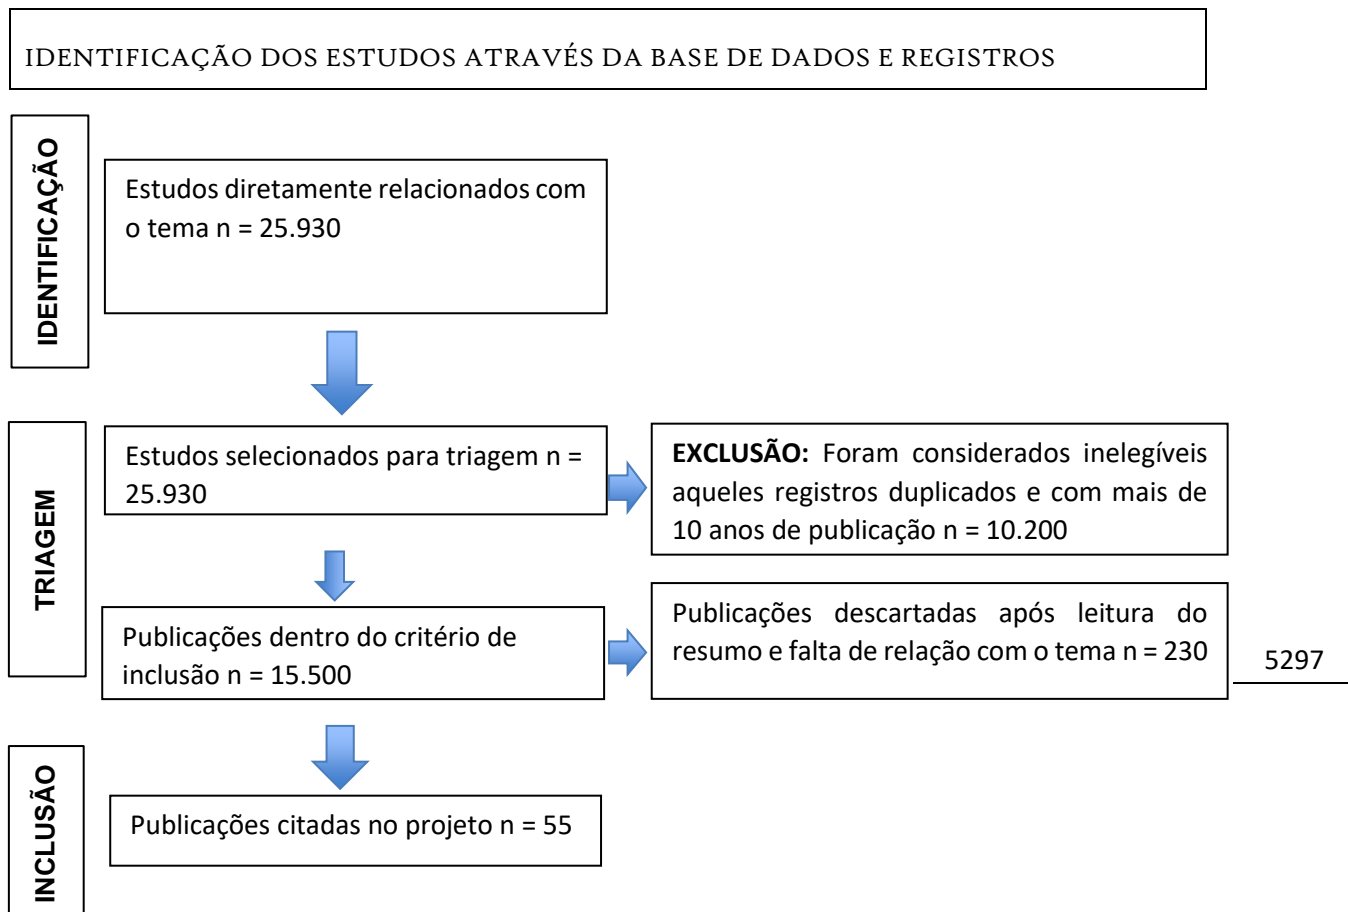 IDENTIFICAÇÃO DOS ESTUDOS ATRAVÉS DA BASE DE DADOS E REGISTROS
IDENTIFICAÇÃO
Estudos diretamente relacionados com
o tema n = 25.930
TRIAGEM
Estudos selecionados para triagem n =
25.930
EXCLUSÃO: Foram considerados inelegíveis
aqueles registros duplicados e com mais de
10 anos de publicação n = 10.200
Publicações dentro do critério de
inclusão n = 15.500
Publicações descartadas após leitura do
resumo e falta de relação com o tema n = 230
5297
INCLUSÃO
Publicações citadas no projeto n = 55